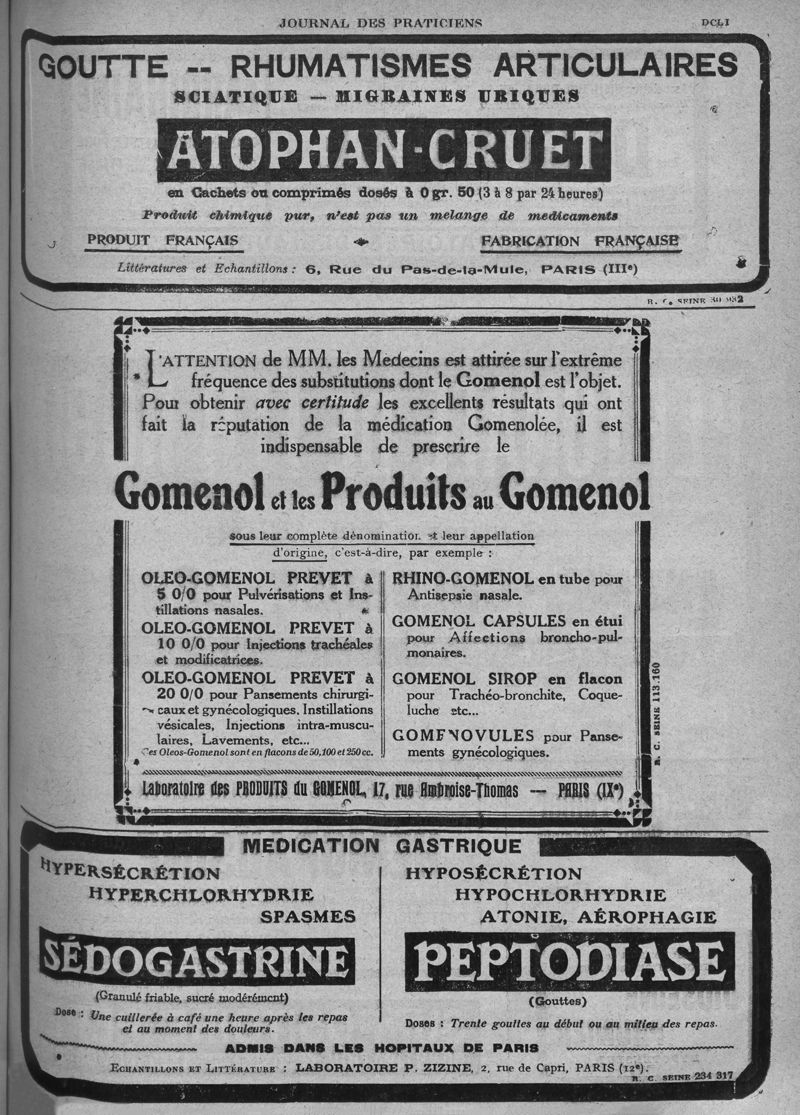 JOURNAL DES PRATICIENS
DCLI
GOUTTE -- RHUMATISMES ARTICULAIRES
SCIATIQUE — MIGRAINES URIQUES
ATOPHAN-CRUET
en Cachets ou comprimés dosés à 0 gr. 50 (3 à 8 par 24 heures)
Produit chimique pur, n'est pas un melange de medicaments
PRODUIT FRANÇAIS
FABRICATION FRANÇAISE
Littératures et Echantillons : 6, Rue du Pas-de-la-Mule, PARIS (IIIe)
R. C. SEINE
L'ATTENTION de MM. les Medecins est attirée sur l'extrême
fréquence des substitutions dont le Gomenol est l'objet.
Pour obtenir avec certitude les excellents résultats qui ont
fait la réputation de la médication Gomenolée, il est
indispensable de prescrire le
Gomenol et les Produits au Gomenol
sous leur complète dénomination et leur appellation
d'origine, c'est-à-dire, par exemple :
OLEO-GOMENOL PREVET à
5 0/0 pour Pulvérisations et Ins-
tillations nasales.
OLEO-GOMENOL PREVET à
10 0/0 pour Injections trachéales
et modificatrices.
OLEO-GOMENOL PREVET à
20 0/0 pour Pansements chirurgi-
caux et gynécologiques, Instillations
vésicales, Injections intra-muscu-
laires, Lavements, etc...
Ces Oleos-Gomenol sont en flacons de 50, 100 et 250 cc.
RHINO-GOMENOL en tube pour
Antisepsie nasale.
GOMENOL CAPSULES en étui
pour Affections broncho-pul-
monaires.
GOMENOL SIROP en flacon
pour Trachéo-bronchite, Coque-
luche etc...
GOMENOVULES pour Panse-
ments gynécologiques.
R. C. SEINE 113.160
Laboratoire des PRODUITS du GOMENOL, 17, rue Ambroise-Thomas — PARIS (IXe)
MEDICATION GASTRIQUE
HYPERSÉCRÉTION
HYPERCHLORHYDRIE
SPASMES
SÉDOGASTRINE
(Granulé friable, sucré modérément)
Dose : Une cuillerée à café une heure après les repas
et au moment des douleurs.
HYPOSÉCRÉTION
HYPOCHLORHYDRIE
ATONIE, AÉROPHAGIE
PEPTODIASE
(Gouttes)
Doses : Trente gouttes au début ou au milieu des repas.
ADMIS DANS LES HOPITAUX DE PARIS
ECHANTILLONS ET LITTÉRATURE : LABORATOIRE P. ZIZINE, 2, rue de Capri, PARIS (12e).
R. C. SEINE 234 317